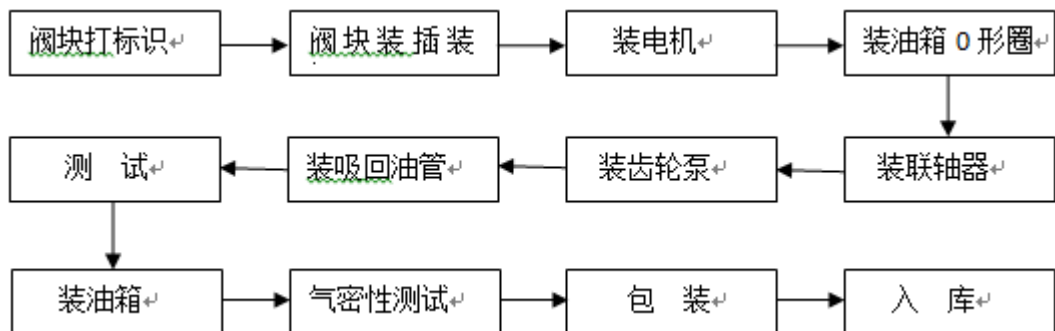 阀块打标识
阀块装插装
装电机
装油箱 0 形圈
测 试
装吸回油管
装齿轮泵
装联轴器
装油箱
气密性测试
包 装
入 库